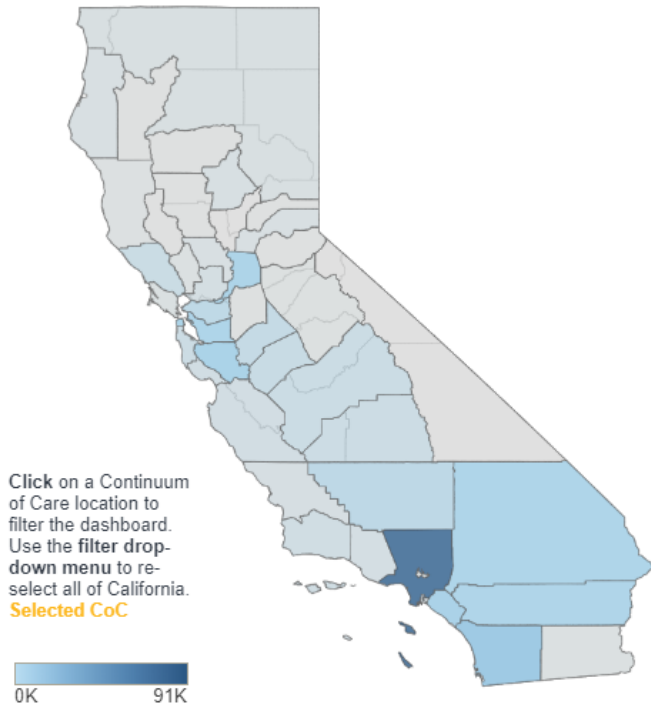 Click on a Continuum
of Care location to
filter the dashboard.
Use the filter drop-
down menu to re-
select all of California.
Selected CoC
0K 91K